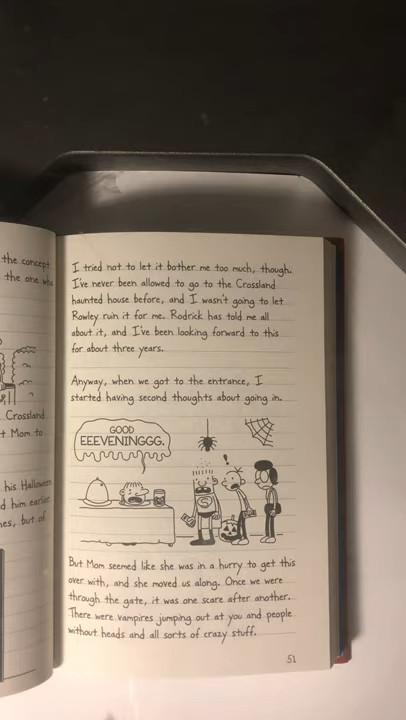 the concept
the one who
Crossland
t Mom to
his Halloween
d him earlier
nes, but of
I tried not to let it bother me too much, though.
I've never been allowed to go to the Crossland
haunted house before, and I wasn't going to let
Rowley ruin it for me. Rodrick has told me all
about it, and I've been looking forward to this
for about three years.
Anyway, when we got to the entrance, I
started having second thoughts about going in.
GOOD
EEEVENINGGG.
But Mom seemed like she was in a hurry to get this
over with, and she moved us along. Once we were
through the gate, it was one scare after another.
There were vampires jumping out at you and people
without heads and all sorts of crazy stuff.
51